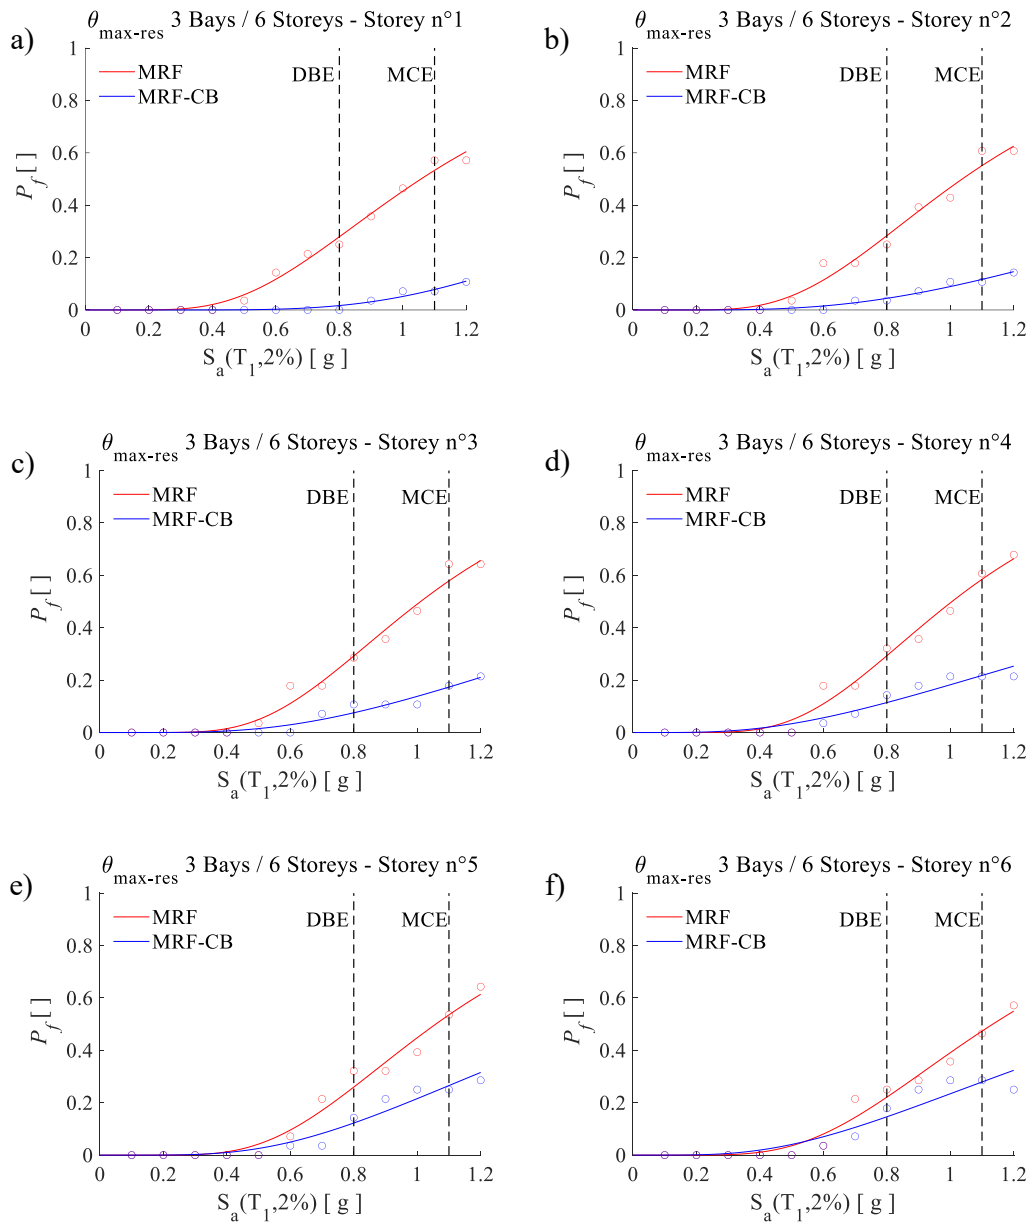 a)
θmax-res 3 Bays / 6 Storeys - Storey n°1
1
0.8
0.6
0.4
0.2
0
Pf [ ]
MRF
MRF-CB
DBE
MCE
0 0.2 0.4 0.6 0.8 1 1.2
Sa(T1,2%) [ g ]
b)
θmax-res 3 Bays / 6 Storeys - Storey n°2
1
0.8
0.6
0.4
0.2
0
Pf [ ]
MRF
MRF-CB
DBE
MCE
0 0.2 0.4 0.6 0.8 1 1.2
Sa(T1,2%) [ g ]
c)
θmax-res 3 Bays / 6 Storeys - Storey n°3
1
0.8
0.6
0.4
0.2
0
Pf [ ]
MRF
MRF-CB
DBE
MCE
0 0.2 0.4 0.6 0.8 1 1.2
Sa(T1,2%) [ g ]
d)
θmax-res 3 Bays / 6 Storeys - Storey n°4
1
0.8
0.6
0.4
0.2
0
Pf [ ]
MRF
MRF-CB
DBE
MCE
0 0.2 0.4 0.6 0.8 1 1.2
Sa(T1,2%) [ g ]
e)
θmax-res 3 Bays / 6 Storeys - Storey n°5
1
0.8
0.6
0.4
0.2
0
Pf [ ]
MRF
MRF-CB
DBE
MCE
0 0.2 0.4 0.6 0.8 1 1.2
Sa(T1,2%) [ g ]
f)
θmax-res 3 Bays / 6 Storeys - Storey n°6
1
0.8
0.6
0.4
0.2
0
Pf [ ]
MRF
MRF-CB
DBE
MCE
0 0.2 0.4 0.6 0.8 1 1.2
Sa(T1,2%) [ g ]